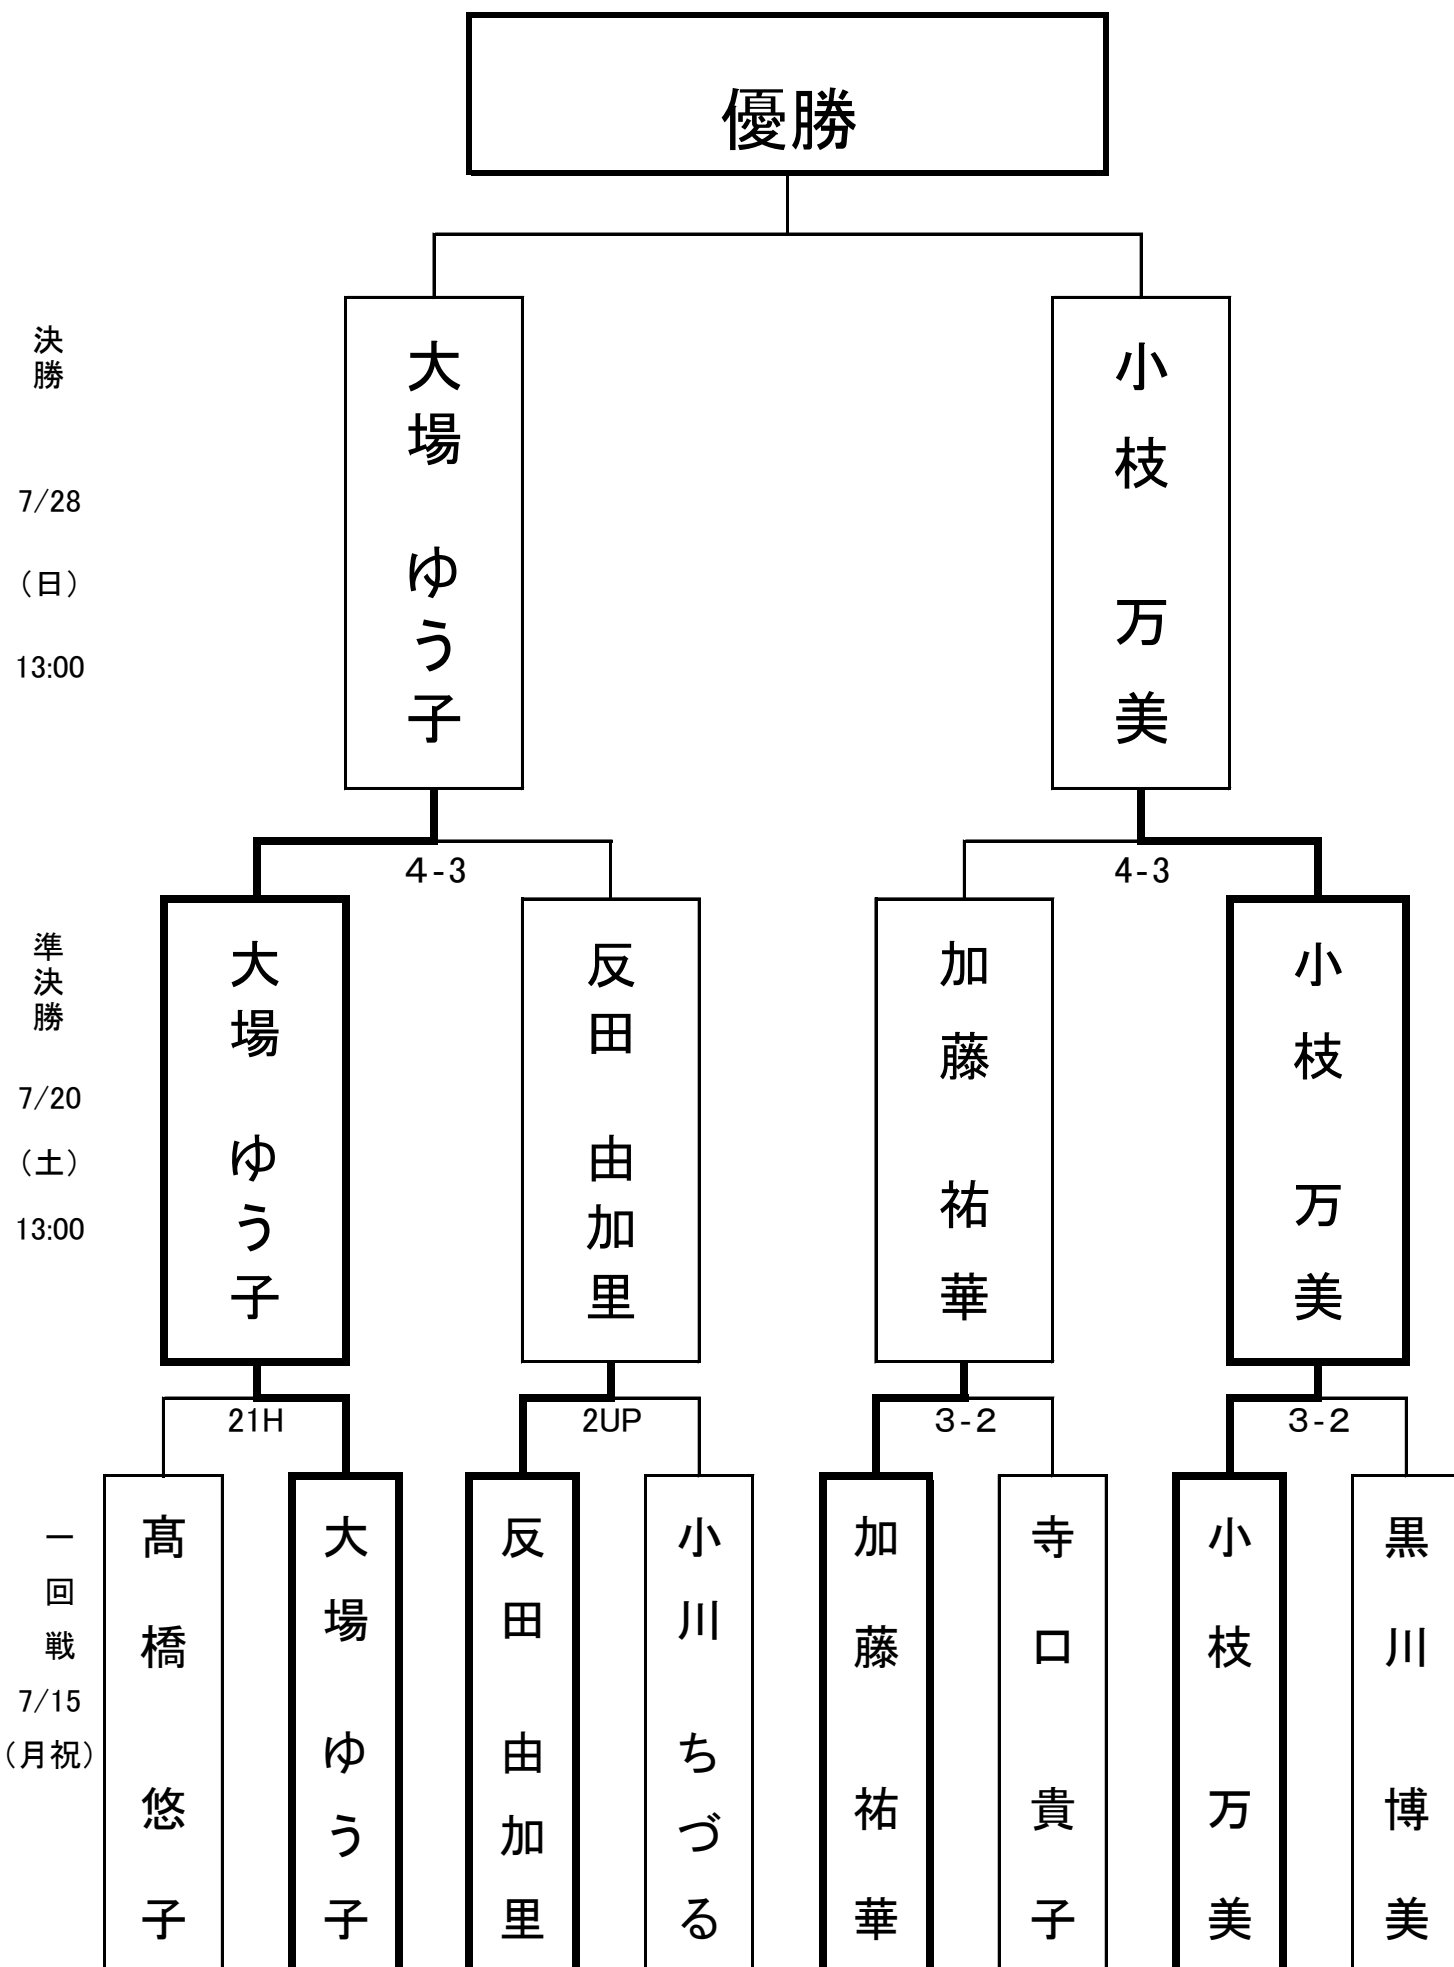 優勝
決勝
7/28
（日）
13:00
大場 ゆう子
小枝 万美
4-3
4-3
準決勝
7/20
（土）
13:00
大場 ゆう子
反田 由加里
加藤 祐華
小枝 万美
21H
2UP
3-2
3-2
一回戦
7/15
（月祝）
髙橋 悠子
大場 ゆう子
反田 由加里
小川 ちづる
加藤 祐華
寺口 貴子
小枝 万美
黒川 博美